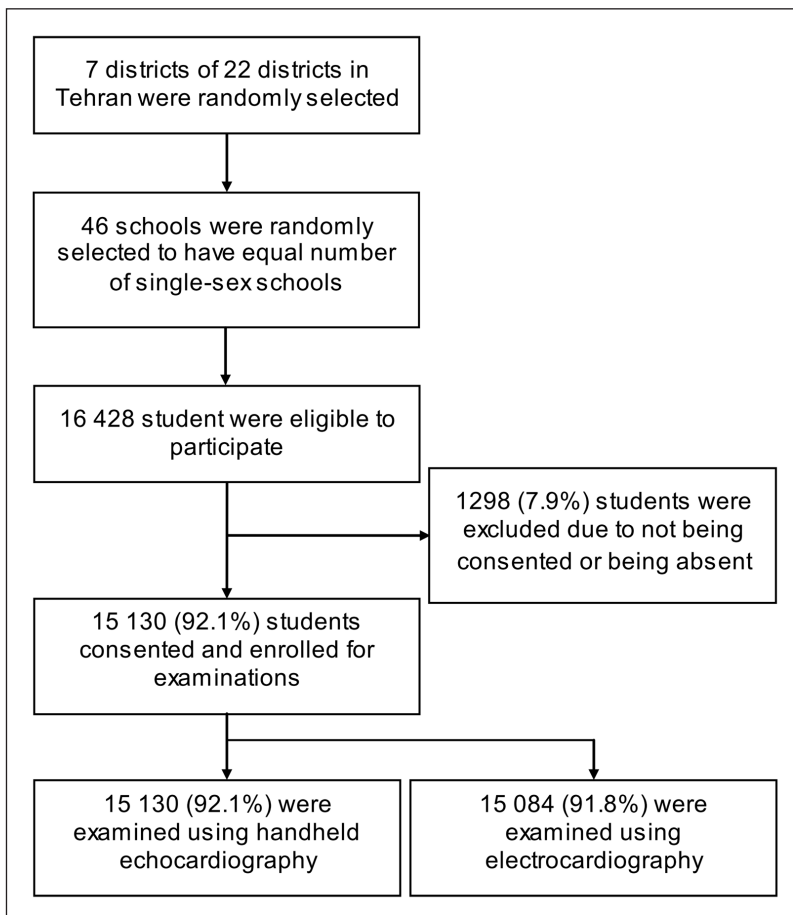 7 districts of 22 districts in
Tehran were randomly selected
46 schools were randomly
selected to have equal number
of single-sex schools
16 428 student were eligible to
participate
1298 (7.9%) students were
excluded due to not being
consented or being absent
15 130 (92.1%) students
consented and enrolled for
examinations
15 130 (92.1%) were
examined using handheld
echocardiography
15 084 (91.8%) were
examined using
electrocardiography